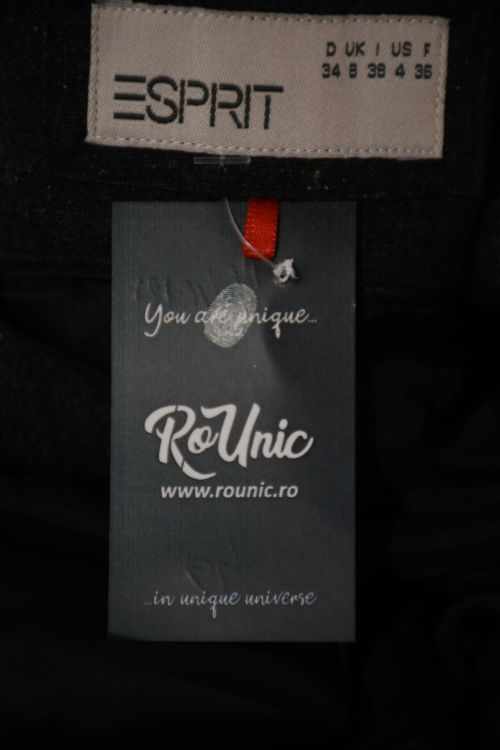 D UK I US F
34 8 38 4 36
ESPRIT
You are unique...
RoUnic
www.rounic.ro
...in unique universe